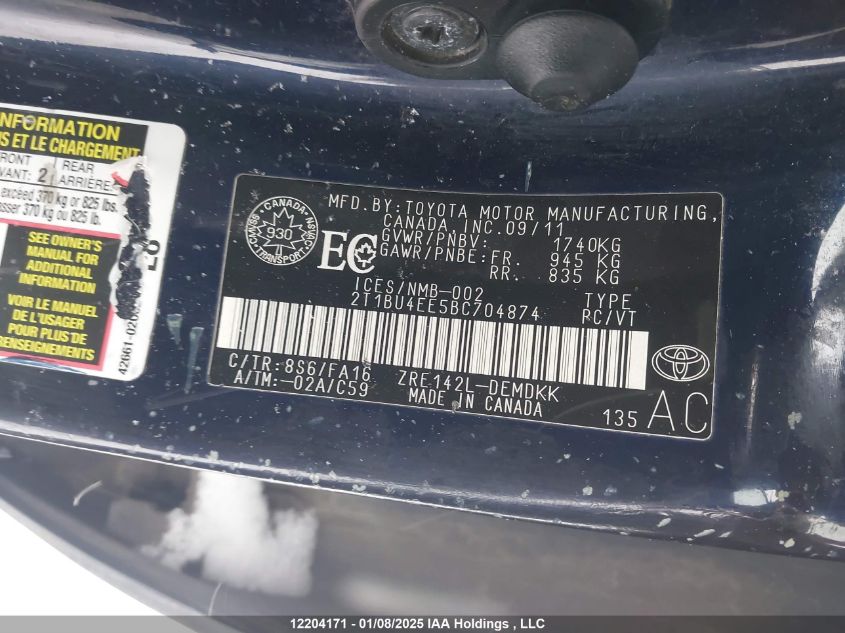 INFORMATION
S ET LE CHARGEMENT
FRONT
REAR
AVANT: 2
ARRIÈRE
exceed 370 kg or 825 lbs.
asser 370 kg ou 825 lb.
SEE OWNER'S
MANUAL FOR
ADDITIONAL
INFORMATION
VOIR LE MANUEL
DE L'USAGER
POUR PLUS DE
RENSEIGNEMENTS
42661-02
CANADA
930
TRANSPORT
EC
MFD.BY:TOYOTA MOTOR MANUFACTURING,
CANADA, INC.09/11
GVWR/PNBV: 1740KG
GAWR/PNBE:FR. 945 KG
RR. 835 KG
ICES/NMB-002 TYPE
2T1BU4EE5BC704874 PC/VT
C/TR:8S6/FA16 ZRE142L-DEMDKK
A/TM:-02A/C59 MADE IN CANADA
135 AC
12204171 - 01/08/2025 IAA Holdings , LLC